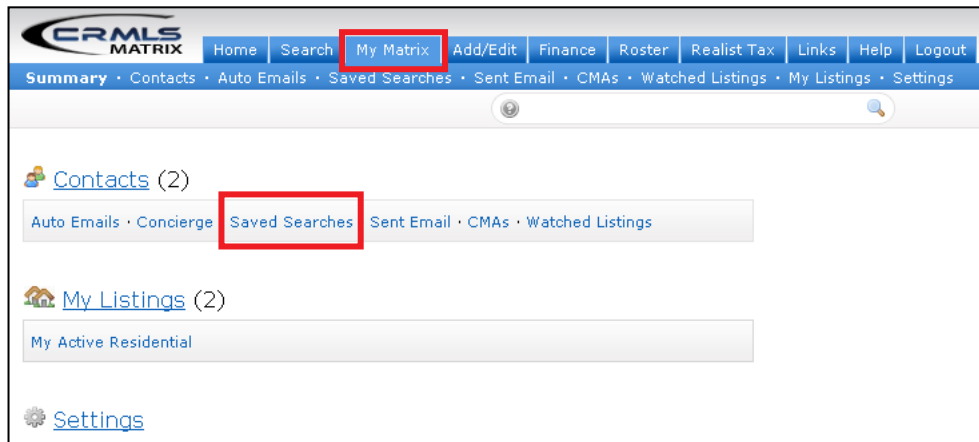 CRMLS
MATRIX
Home Search My Matrix Add/Edit Finance Roster Realist Tax Links Help Logout
Summary · Contacts · Auto Emails · Saved Searches · Sent Email · CMAs · Watched Listings · My Listings · Settings
?
Contacts (2)
Auto Emails · Concierge Saved Searches Sent Email · CMAs · Watched Listings
My Listings (2)
My Active Residential
Settings